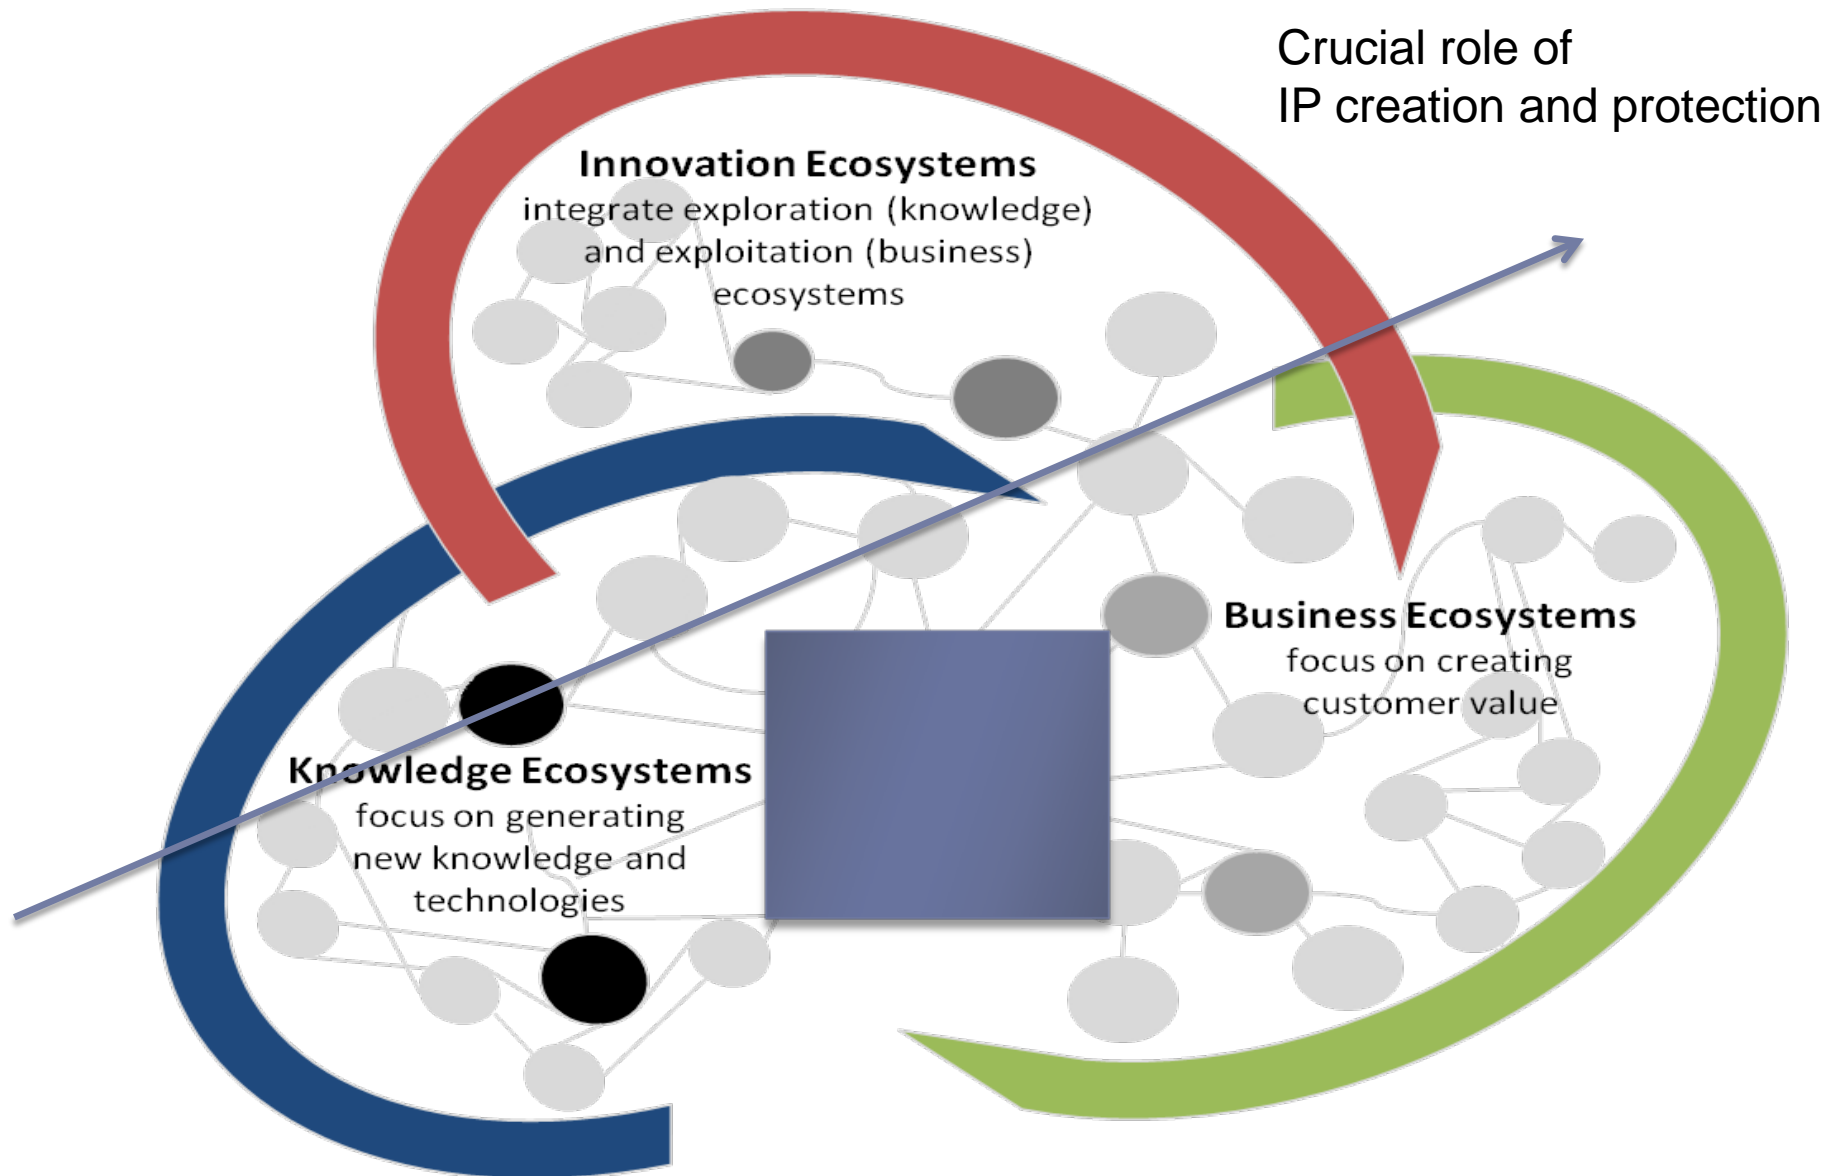 Crucial role of
IP creation and protection
Innovation Ecosystems
integrate exploration (knowledge)
and exploitation (business)
ecosystems
Business Ecosystems
focus on creating
customer value
Knowledge Ecosystems
focus on generating
new knowledge and
technologies